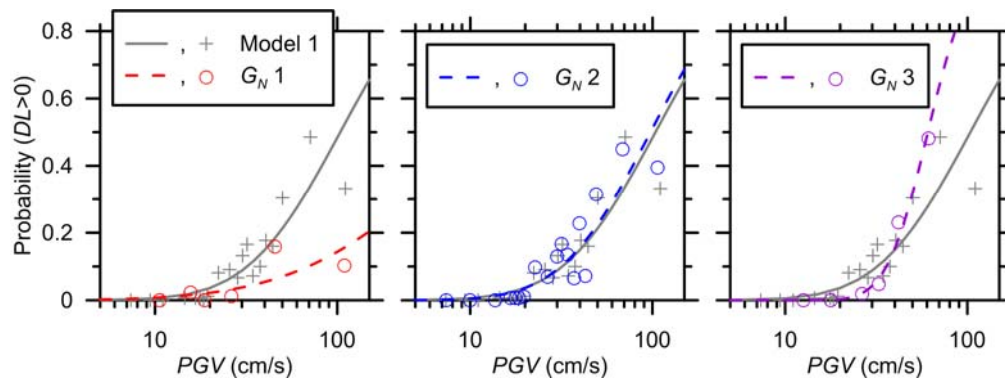 0.8
0.6
0.4
0.2
0
Probability (DL>0)
, + Model 1
, G_N 1
, G_N 2
, G_N 3
10 100
10 100
10 100
PGV (cm/s)
PGV (cm/s)
PGV (cm/s)